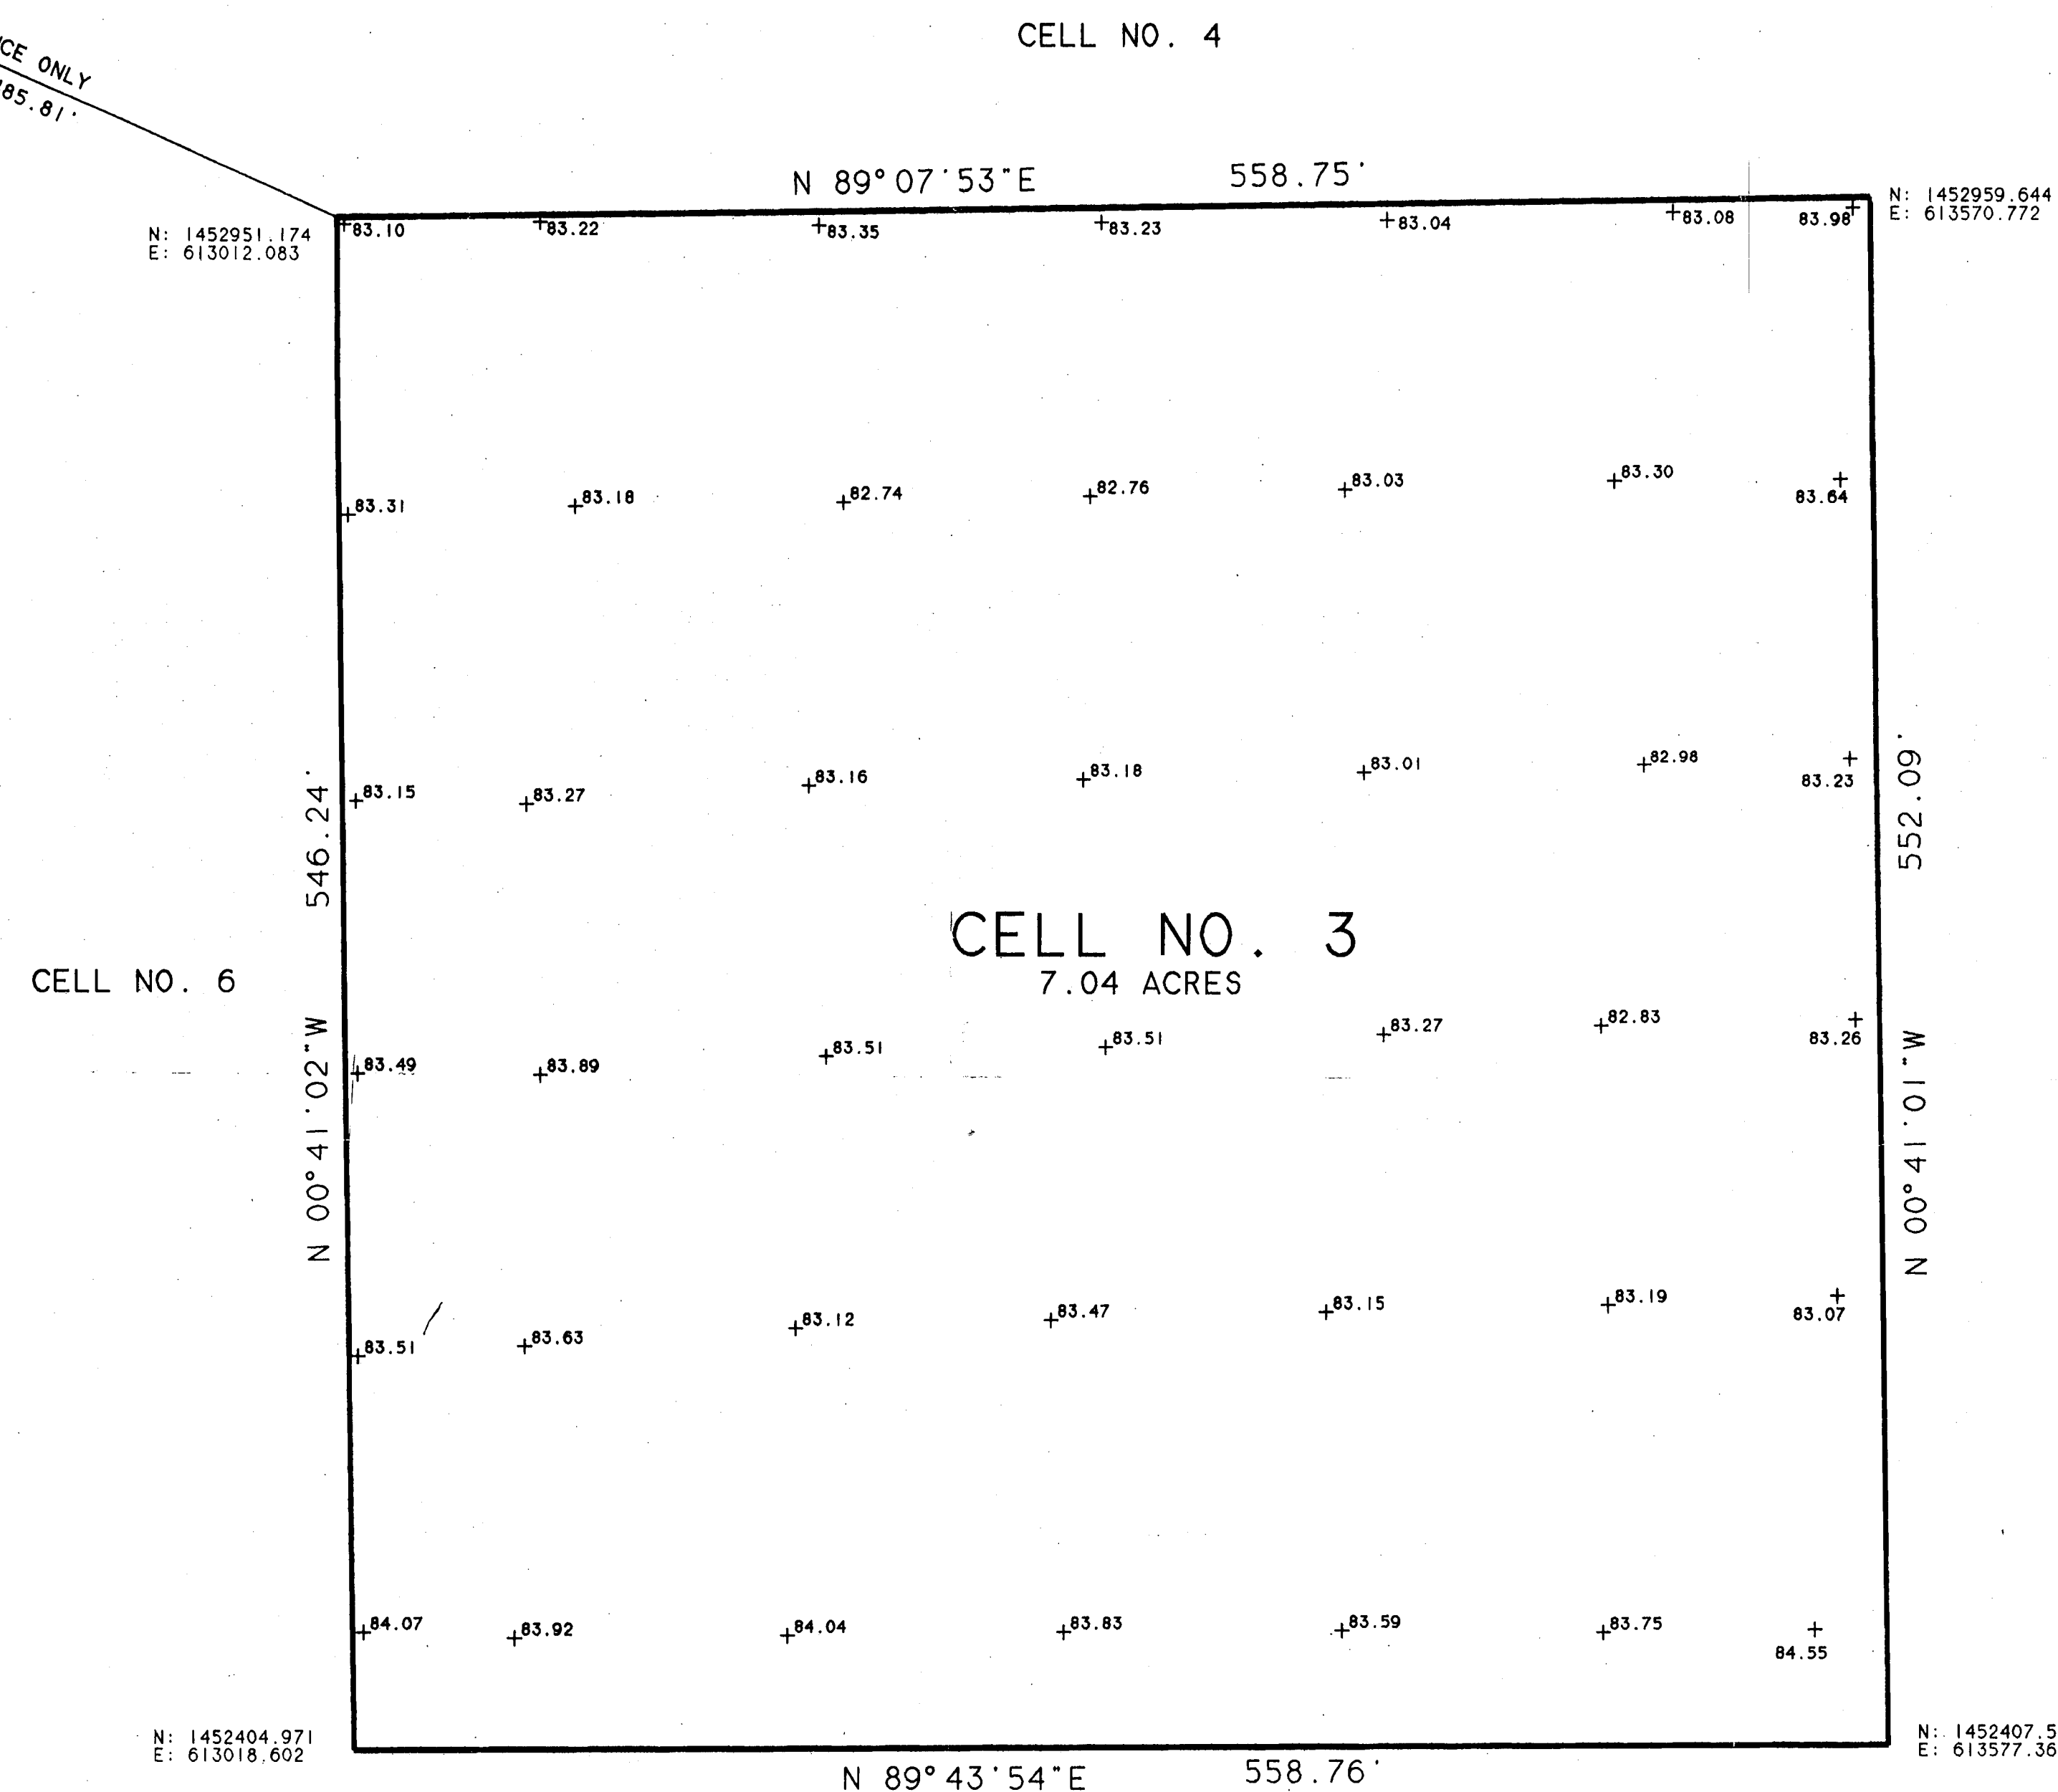 CELL NO. 4
CE ONLY
85.81'
N 89°07'53"E 558.75'
N: 1452959.644
E: 613570.772
N: 1452951.174
E: 613012.083
83.10 83.22 83.35 83.23 83.04 83.08 83.98
83.31 83.18 82.74 82.76 83.03 83.30 83.64
83.15 83.27 83.16 83.18 83.01 82.98 83.23
546.24'
552.09'
CELL NO. 3
7.04 ACRES
CELL NO. 6
83.49 83.89 83.51 83.51 83.27 82.83 83.26
N 00°41'02"W
N 00°41'01"W
83.51 83.63 83.12 83.47 83.15 83.19 83.07
84.07 83.92 84.04 83.83 83.59 83.75 84.55
N: 1452404.971
E: 613018.602
N: 1452407.5
E: 613577.36
N 89°43'54"E 558.76'